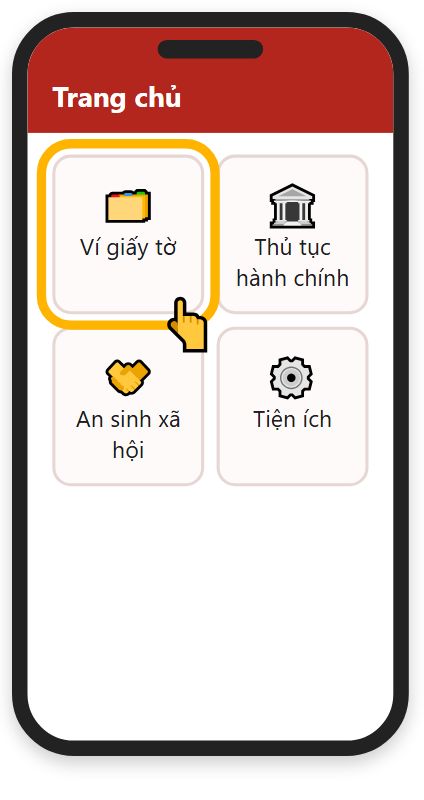 Trang chủ
Ví giấy tờ
Thủ tục
hành chính
An sinh xã
hội
Tiện ích